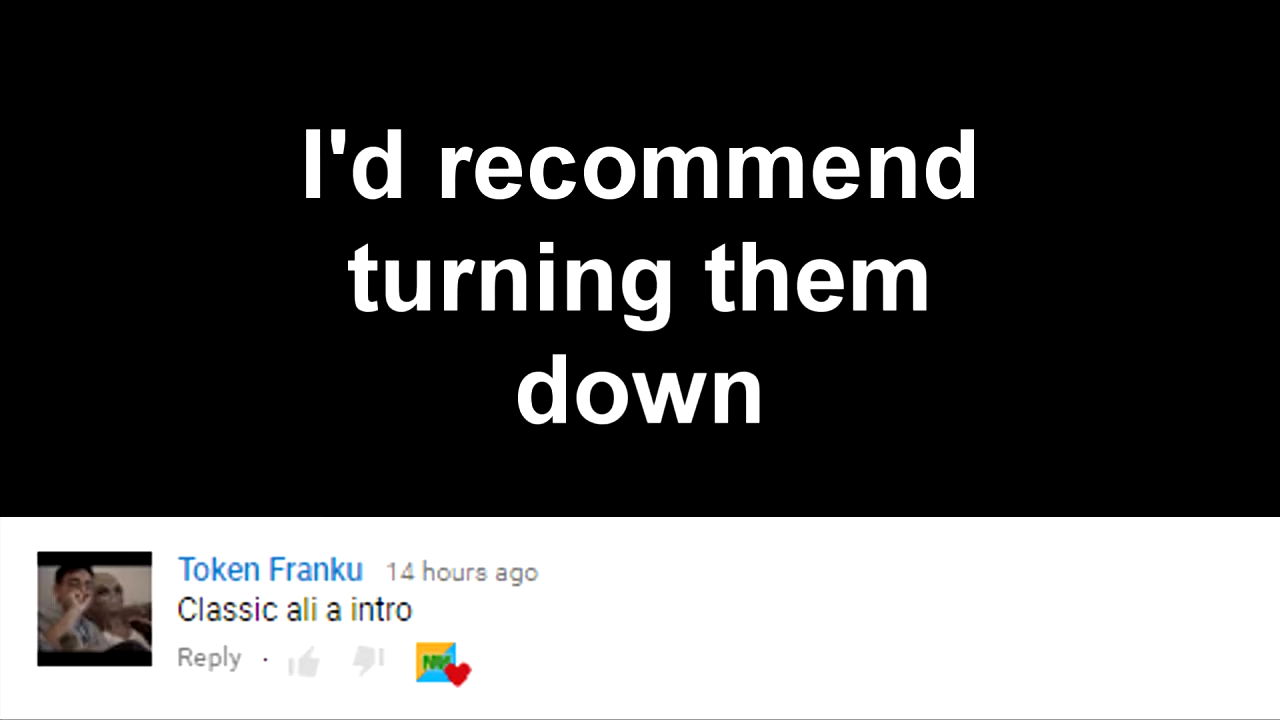 I'd recommend
turning them
down
Token Franku 14 hours ago
Classic ali a intro
Reply ·